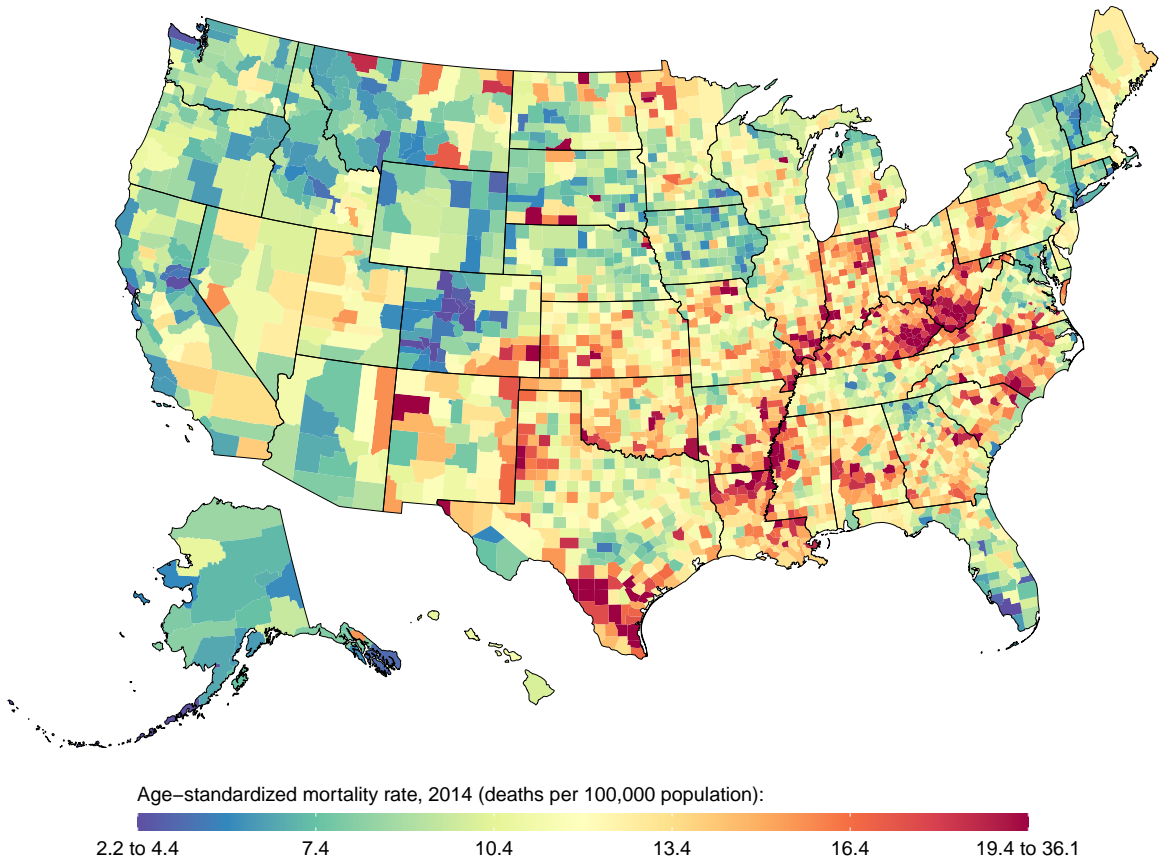 Age−standardized mortality rate, 2014 (deaths per 100,000 population):
2.2 to 4.4 7.4 10.4 13.4 16.4 19.4 to 36.1